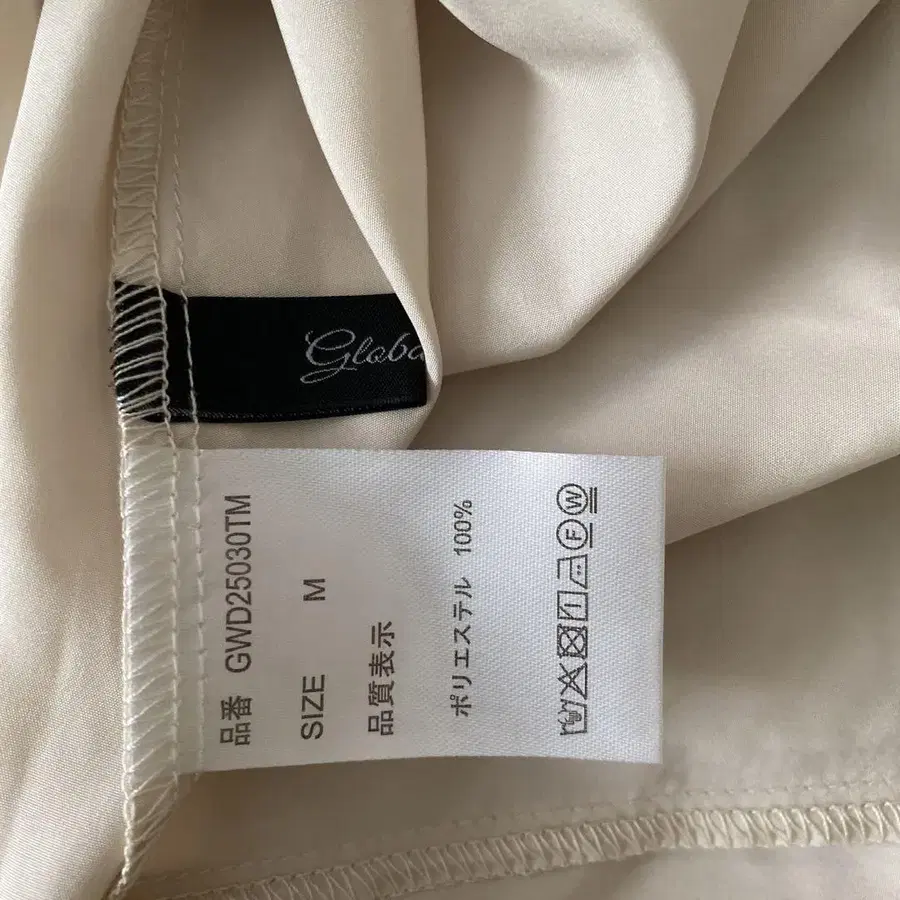 Globa
品番 GWD25030TM
SIZE M
品質表示
ポリエステル 100%
F W